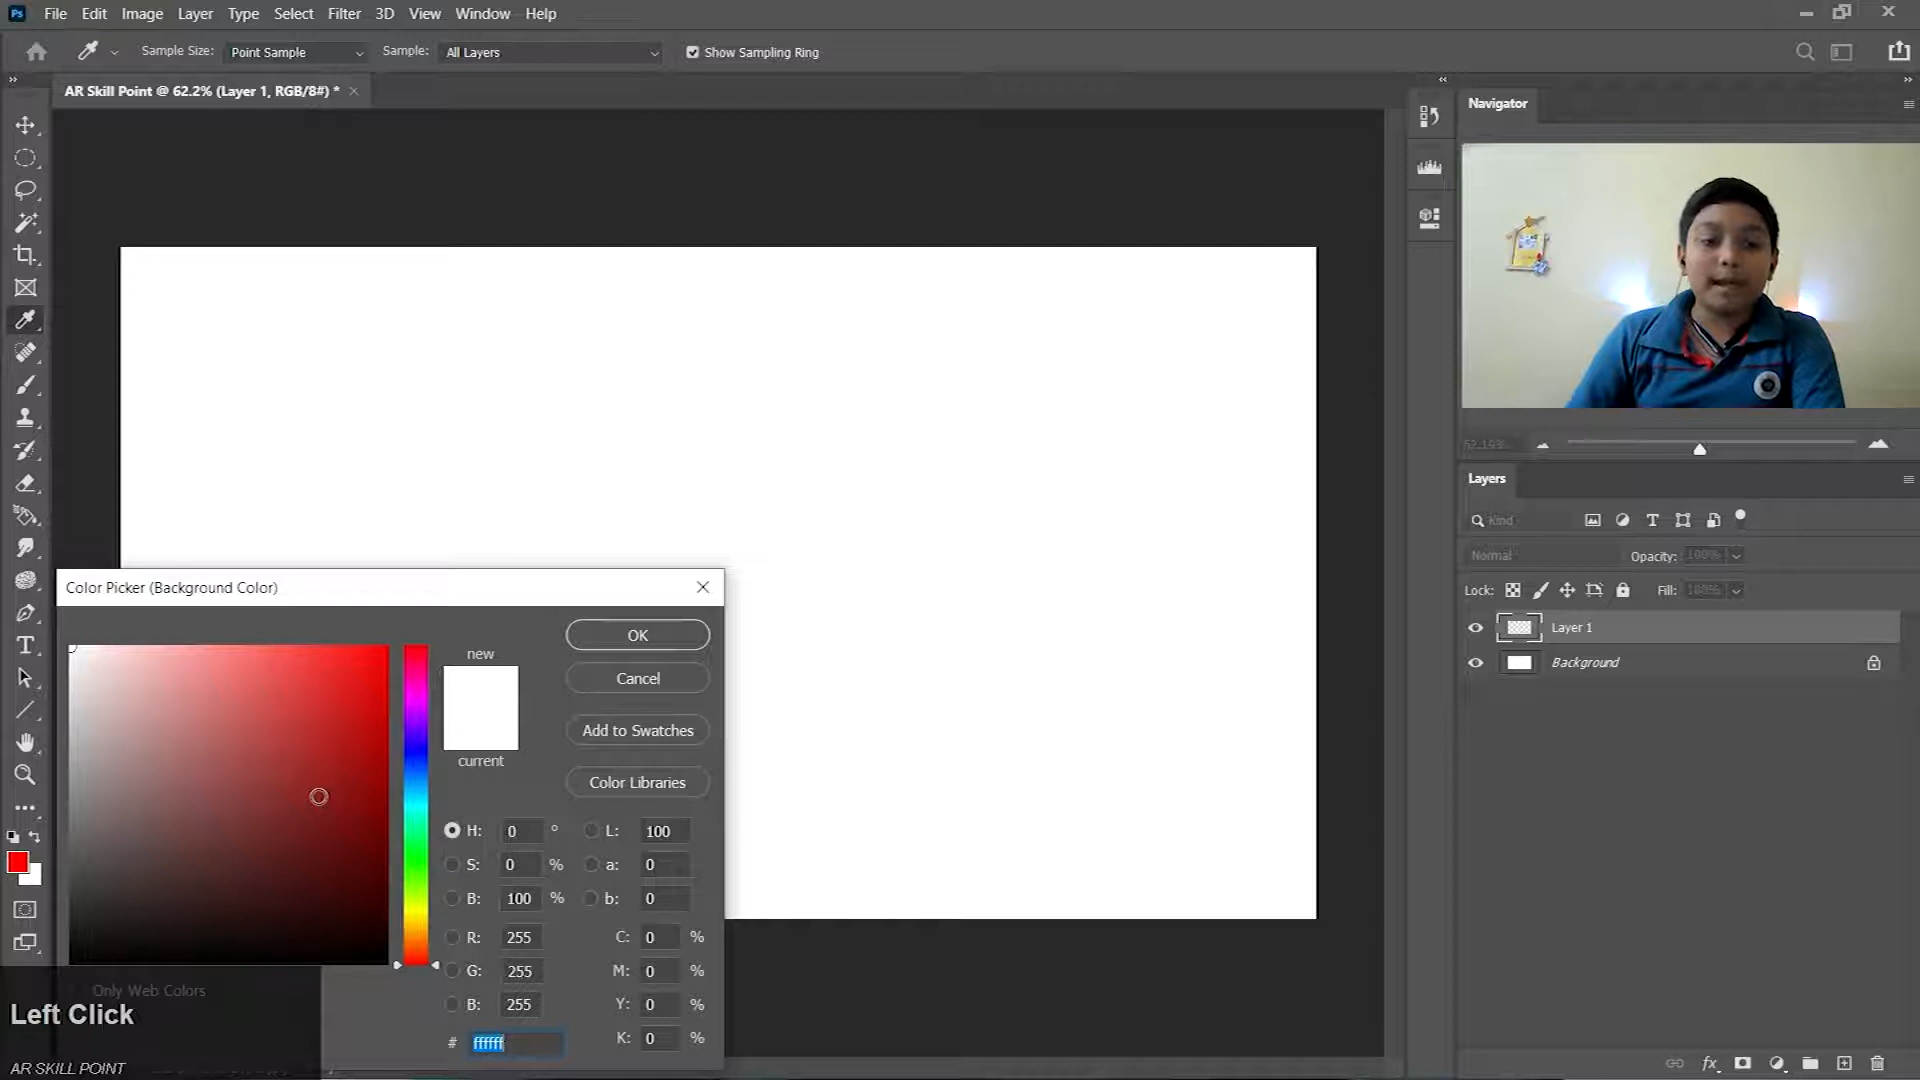 Ps File Edit Image Layer Type Select Filter 3D View Window Help
Sample Size: Point Sample Sample: All Layers Show Sampling Ring
AR Skill Point @ 62.2% (Layer 1, RGB/8#) *
Navigator
62.19%
Layers
Kind
Normal Opacity: 100%
Lock: Fill: 100%
Layer 1
Background
Color Picker (Background Color)
OK
new
Cancel
Add to Swatches
current
Color Libraries
H: 0 ° L: 100
S: 0 % a: 0
B: 100 % b: 0
R: 255 C: 0 %
G: 255 M: 0 %
B: 255 Y: 0 %
# ffffff K: 0 %
Only Web Colors
Left Click
AR SKILL POINT
fx